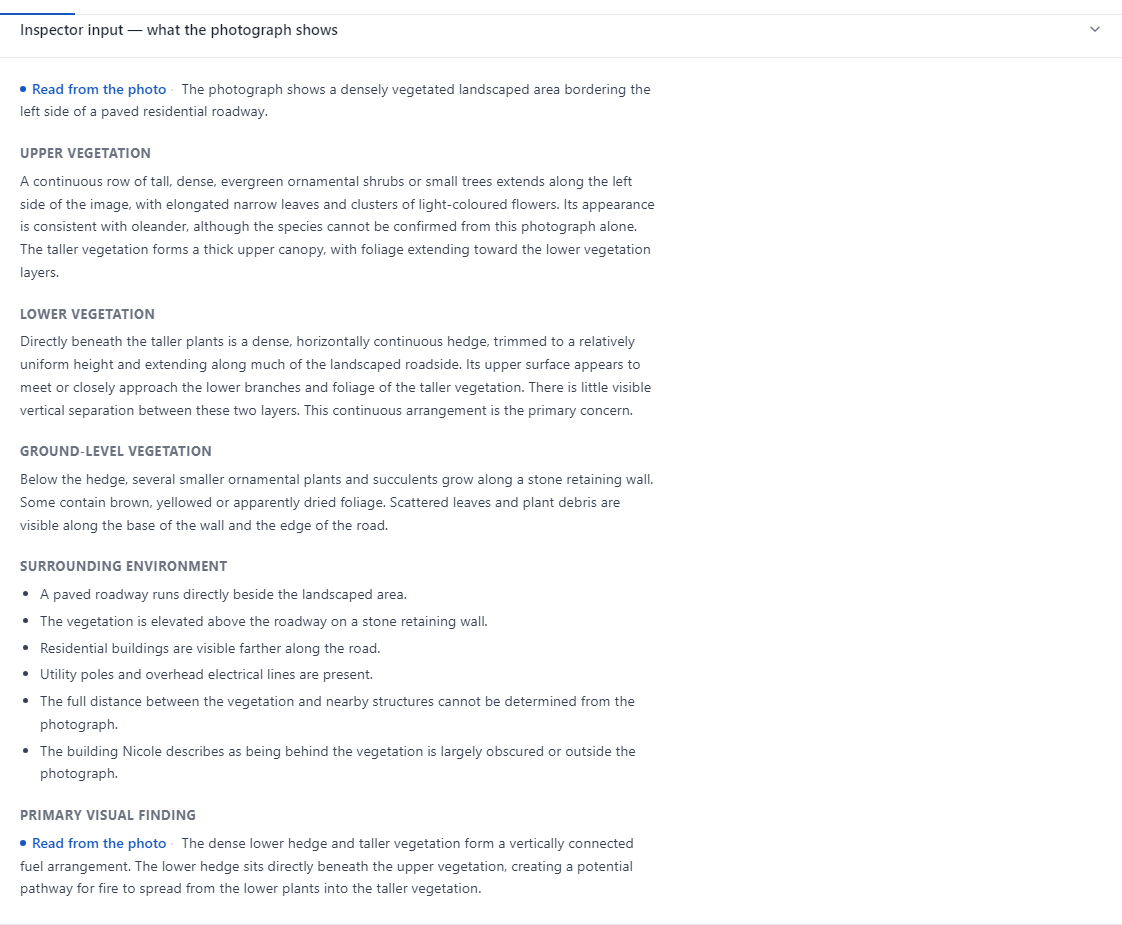 Inspector input — what the photograph shows
• Read from the photo · The photograph shows a densely vegetated landscaped area bordering the
left side of a paved residential roadway.
UPPER VEGETATION
A continuous row of tall, dense, evergreen ornamental shrubs or small trees extends along the left
side of the image, with elongated narrow leaves and clusters of light-coloured flowers. Its appearance
is consistent with oleander, although the species cannot be confirmed from this photograph alone.
The taller vegetation forms a thick upper canopy, with foliage extending toward the lower vegetation
layers.
LOWER VEGETATION
Directly beneath the taller plants is a dense, horizontally continuous hedge, trimmed to a relatively
uniform height and extending along much of the landscaped roadside. Its upper surface appears to
meet or closely approach the lower branches and foliage of the taller vegetation. There is little visible
vertical separation between these two layers. This continuous arrangement is the primary concern.
GROUND-LEVEL VEGETATION
Below the hedge, several smaller ornamental plants and succulents grow along a stone retaining wall.
Some contain brown, yellowed or apparently dried foliage. Scattered leaves and plant debris are
visible along the base of the wall and the edge of the road.
SURROUNDING ENVIRONMENT
• A paved roadway runs directly beside the landscaped area.
• The vegetation is elevated above the roadway on a stone retaining wall.
• Residential buildings are visible farther along the road.
• Utility poles and overhead electrical lines are present.
• The full distance between the vegetation and nearby structures cannot be determined from the
photograph.
• The building Nicole describes as being behind the vegetation is largely obscured or outside the
photograph.
PRIMARY VISUAL FINDING
• Read from the photo · The dense lower hedge and taller vegetation form a vertically connected
fuel arrangement. The lower hedge sits directly beneath the upper vegetation, creating a potential
pathway for fire to spread from the lower plants into the taller vegetation.